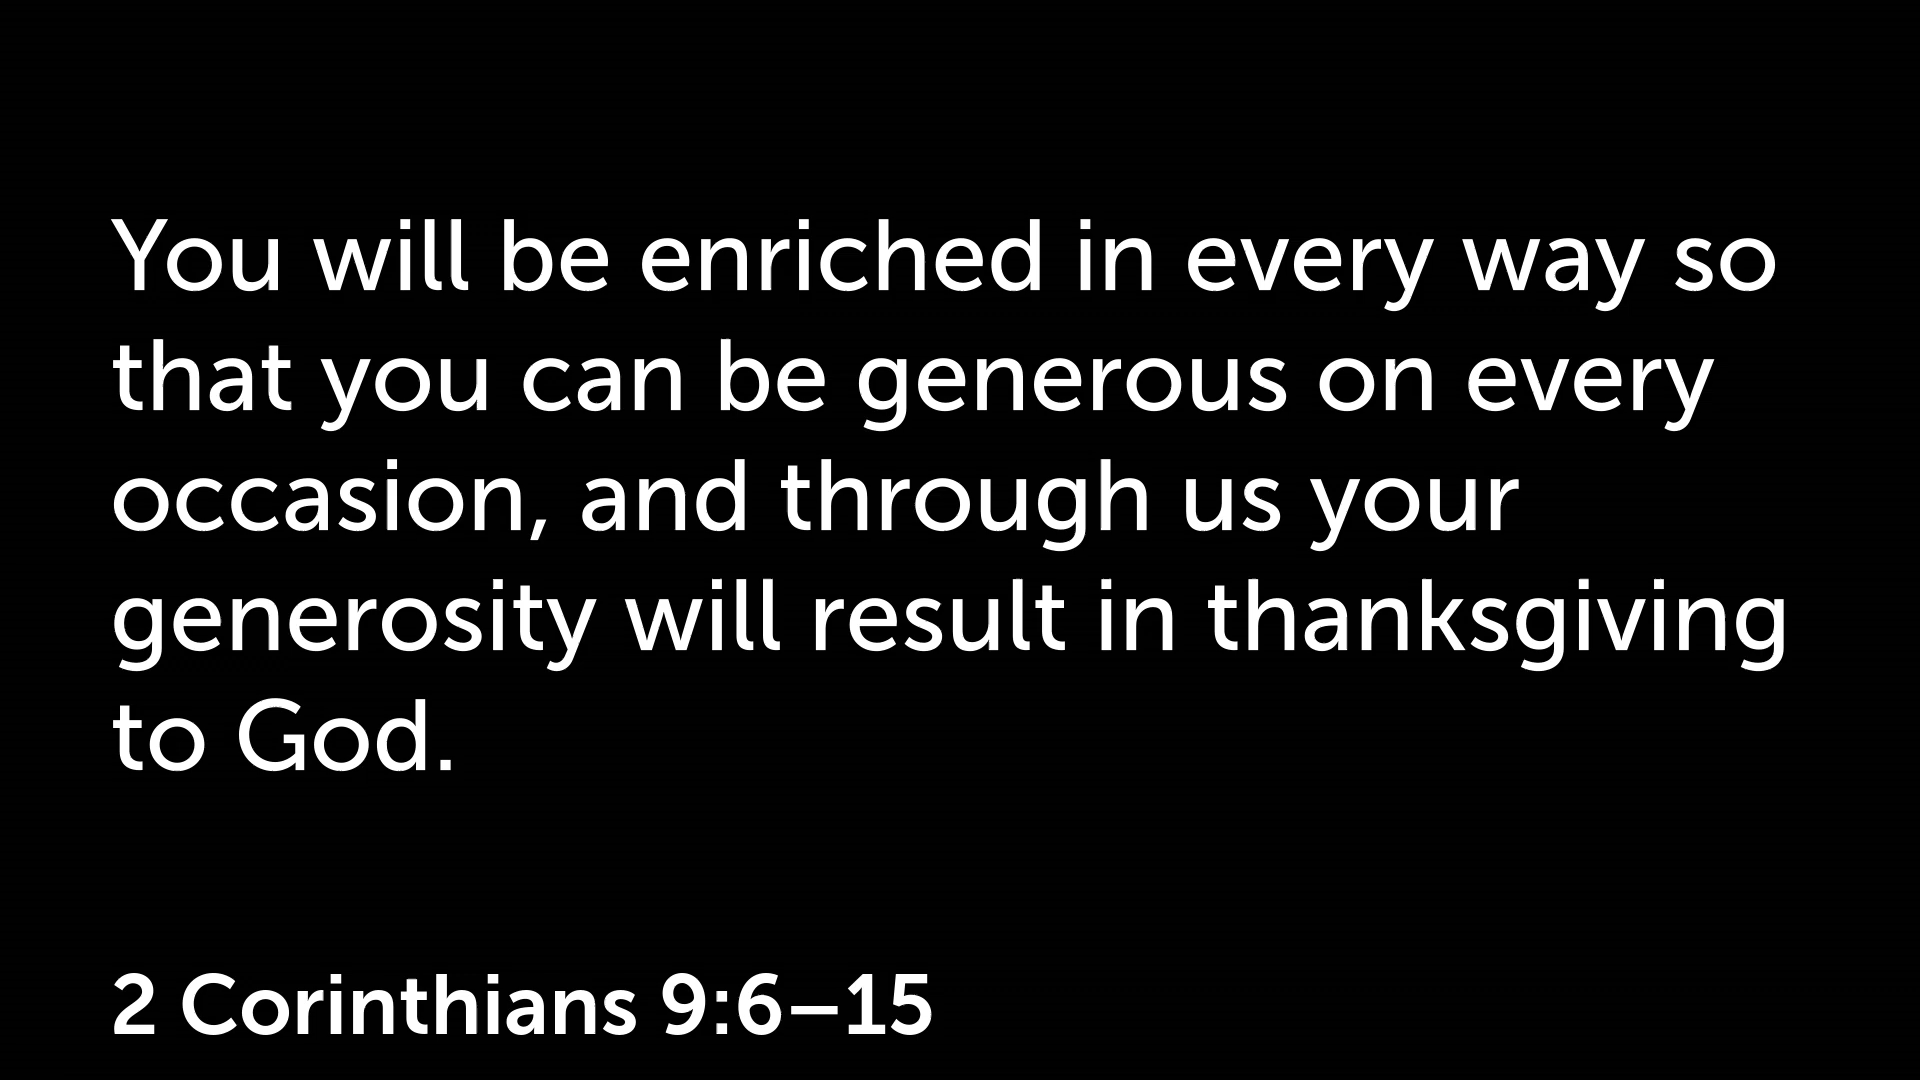 You will be enriched in every way so
that you can be generous on every
occasion, and through us your
generosity will result in thanksgiving
to God.
2 Corinthians 9:6–15